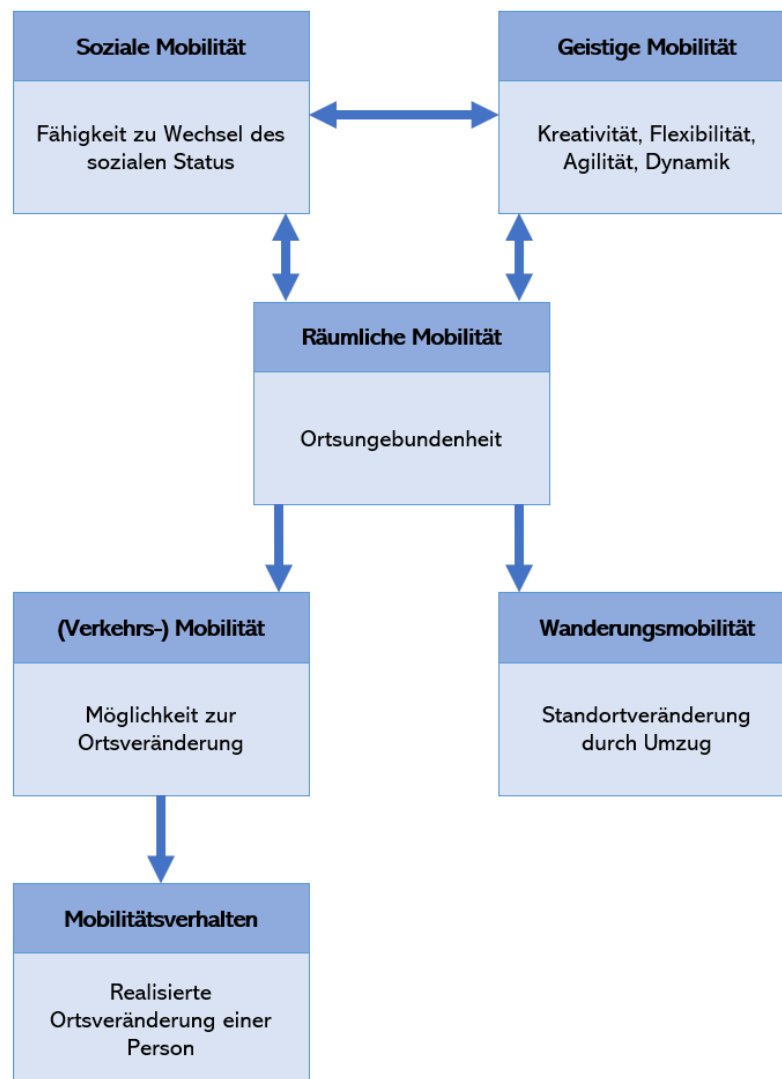 Soziale Mobilität
Fähigkeit zu Wechsel des
sozialen Status
Geistige Mobilität
Kreativität, Flexibilität,
Agilität, Dynamik
Räumliche Mobilität
Ortsungebundenheit
(Verkehrs-) Mobilität
Möglichkeit zur
Ortsveränderung
Wanderungsmobilität
Standortveränderung
durch Umzug
Mobilitätsverhalten
Realisierte
Ortsveränderung einer
Person